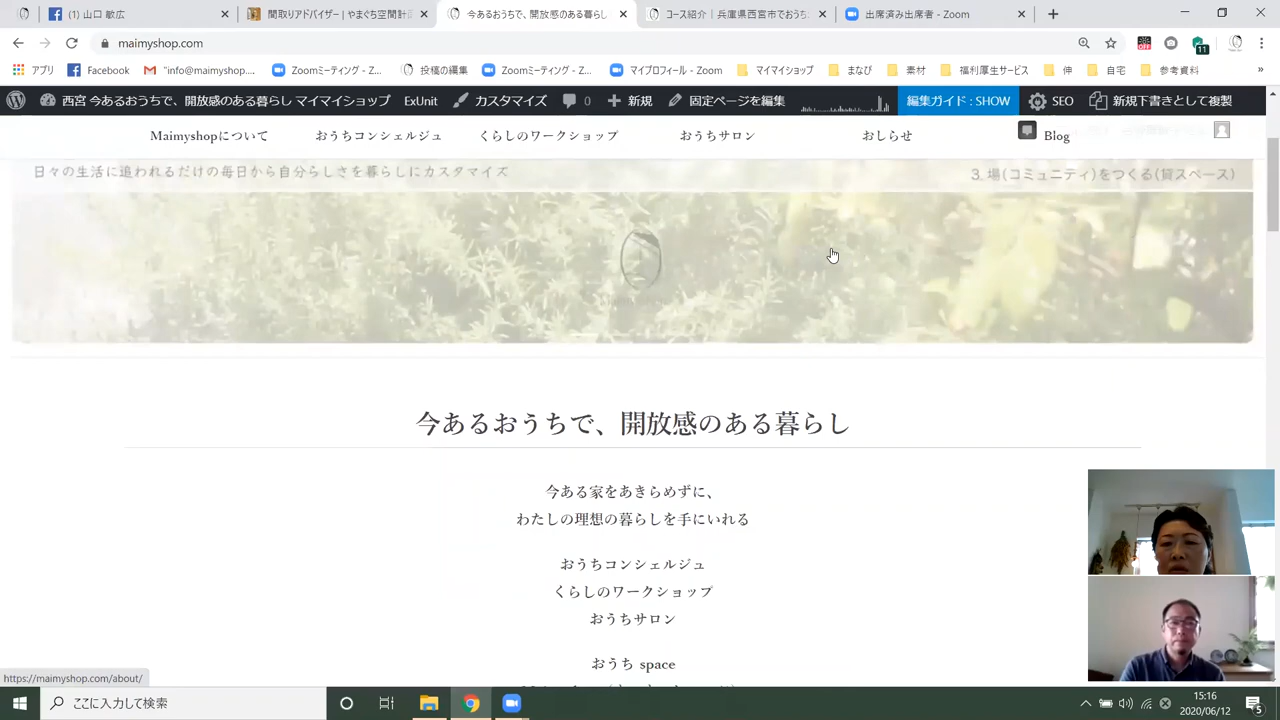 (1) 山口 敏広
間取りアドバイザー | やまぐち空間計画
今あるおうちで、開放感のある暮らし
コース紹介 | 兵庫県西宮市でおうち
出席済み出席者 - Zoom
maimyshop.com
11
アプリ
Facebook
"info@maimyshop....
Zoomミーティング - Z...
投稿の編集
Zoomミーティング - Z...
マイプロフィール - Zoom
マイマイショップ
まなび
素材
福利厚生サービス
伸
自宅
参考資料
»
西宮 今あるおうちで、開放感のある暮らし マイマイショップ
ExUnit
カスタマイズ
0
新規
固定ページを編集
編集ガイド : SHOW
SEO
新規下書きとして複製
Maimyshopについて
おうちコンシェルジュ
くらしのワークショップ
おうちサロン
おしらせ
Blog
日々の生活に追われるだけの毎日から自分らしさを暮らしにカスタマイズ
3. 場(コミュニティ)をつくる(貸スペース)
今あるおうちで、開放感のある暮らし
今ある家をあきらめずに、
わたしの理想の暮らしを手にいれる
おうちコンシェルジュ
くらしのワークショップ
おうちサロン
おうち space
https://maimyshop.com/about/
ここに入力して検索
15:16
2020/06/12
5